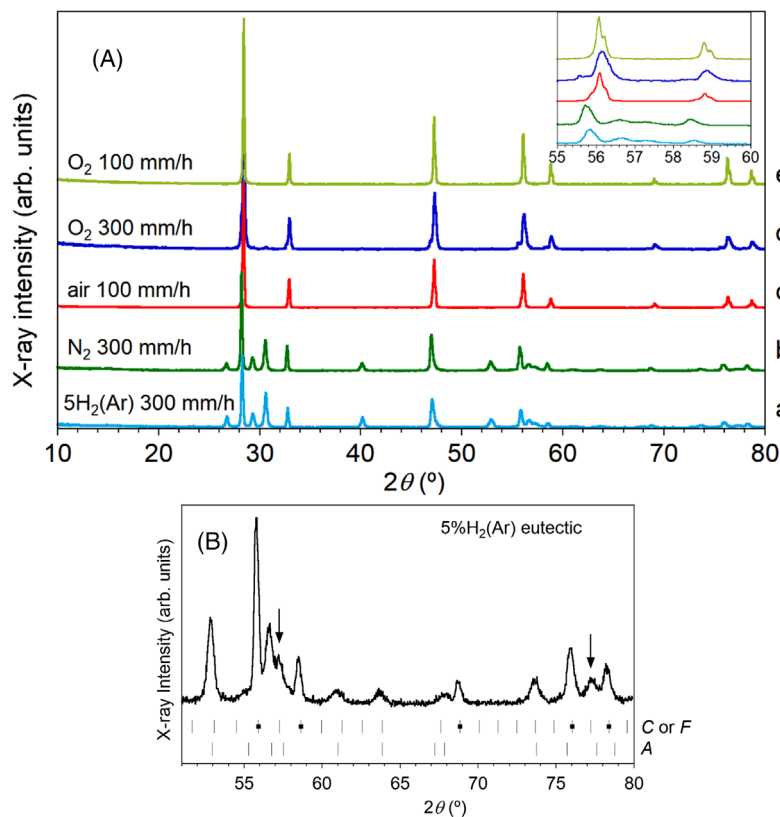 (A)
X-ray intensity (arb. units)
O₂ 100 mm/h
O₂ 300 mm/h
air 100 mm/h
N₂ 300 mm/h
5H₂(Ar) 300 mm/h
55 56 57 58 59 60
10 20 30 40 50 60 70 80
2θ (º)
(B)
5%H₂(Ar) eutectic
X-ray Intensity (arb. units)
C or F
A
55 60 65 70 75 80
2θ (º)